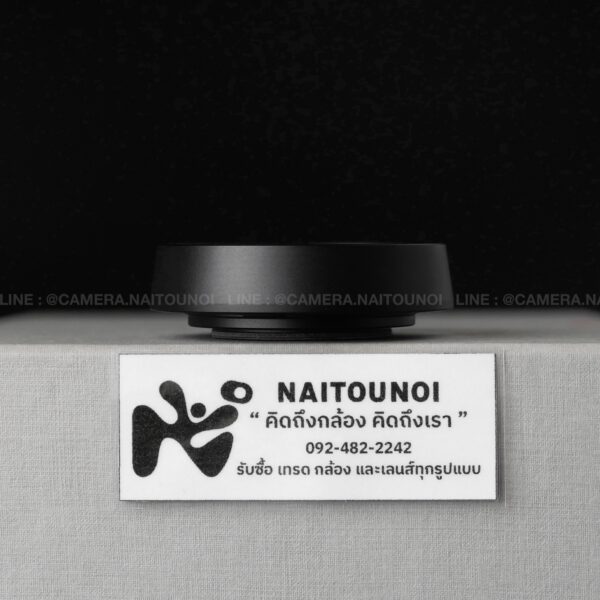 LINE : @CAMERA.NAITOUNOI LINE : @CAMERA.NAITOUNOI LINE : @CAMERA.NAITOUNOI
NAITOUNOI
“ คิดถึงกล้อง คิดถึงเรา ”
092-482-2242
รับซื้อ เทรด กล้อง และเลนส์ทุกรูปแบบ